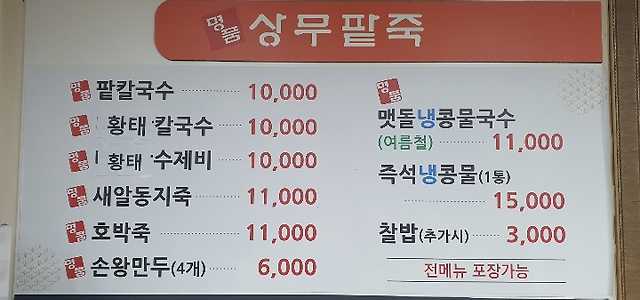 명품 상무팥죽
명품 팥칼국수 10,000
황태 칼국수 10,000
황태 수제비 10,000
명품 새알동지죽 11,000
명품 호박죽 11,000
명품 손왕만두(4개) 6,000
명품
맷돌냉콩물국수
(여름철) 11,000
즉석냉콩물(1통)
15,000
찰밥(추가시) 3,000
전메뉴 포장가능